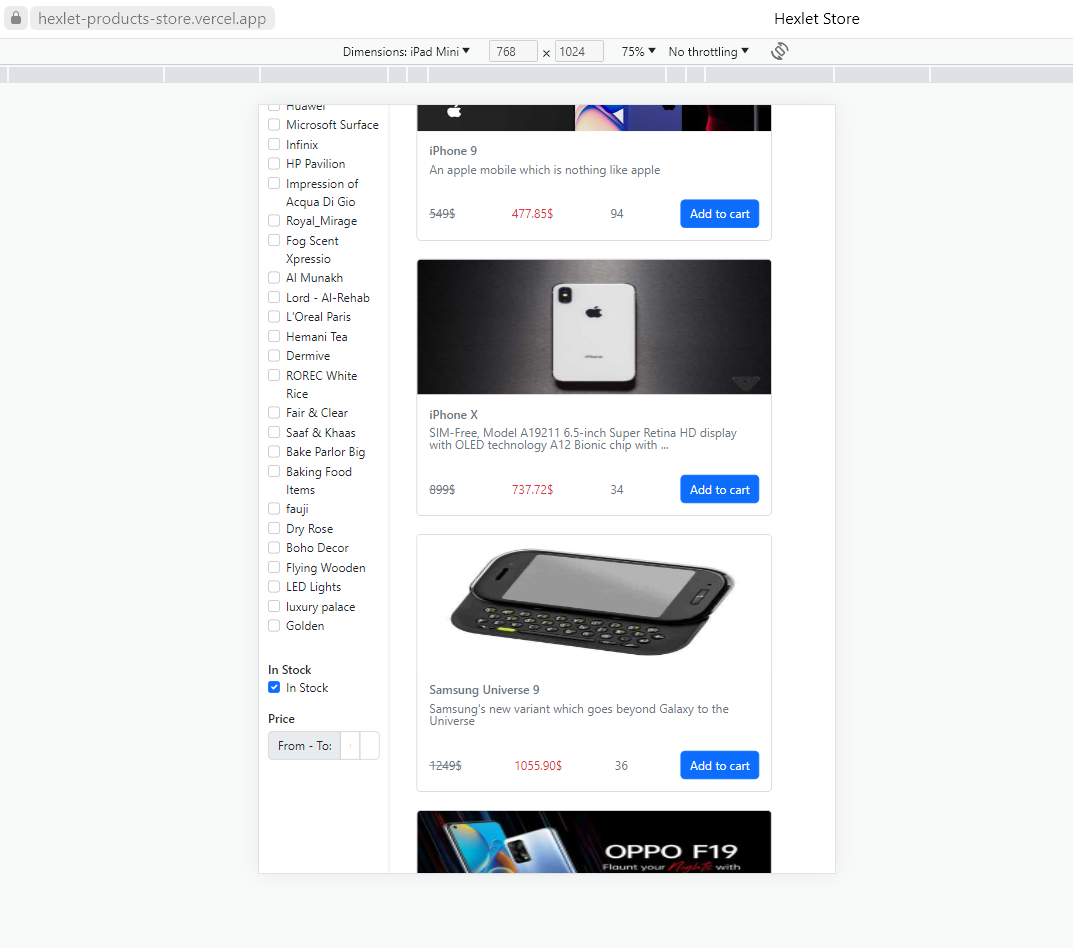 hexlet-products-store.vercel.app
Hexlet Store
Dimensions: iPad Mini
768
×
1024
75%
No throttling
Huawei
Microsoft Surface
Infinix
HP Pavilion
Impression of
Acqua Di Gio
Royal_Mirage
Fog Scent
Xpressio
Al Munakh
Lord - Al-Rehab
L'Oreal Paris
Hemani Tea
Dermive
ROREC White
Rice
Fair & Clear
Saaf & Khaas
Bake Parlor Big
Baking Food
Items
fauji
Dry Rose
Boho Decor
Flying Wooden
LED Lights
luxury palace
Golden
In Stock
In Stock
Price
From - To:
iPhone 9
An apple mobile which is nothing like apple
549$
477.85$
94
Add to cart
iPhone X
SIM-Free, Model A19211 6.5-inch Super Retina HD display
with OLED technology A12 Bionic chip with ...
899$
737.72$
34
Add to cart
Samsung Universe 9
Samsung's new variant which goes beyond Galaxy to the
Universe
1249$
1055.90$
36
Add to cart
OPPO F19
Flaunt your Nights with